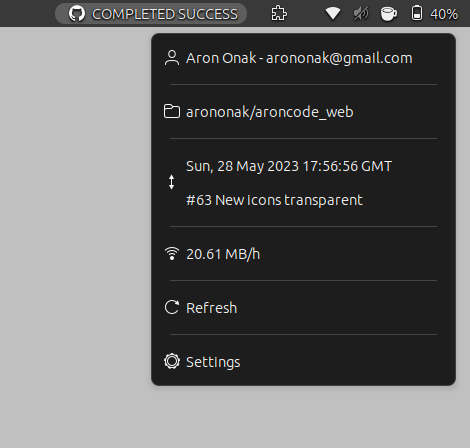 COMPLETED SUCCESS
40%
Aron Onak - arononak@gmail.com
arononak/aroncode_web
Sun, 28 May 2023 17:56:56 GMT
#63 New icons transparent
20.61 MB/h
Refresh
Settings